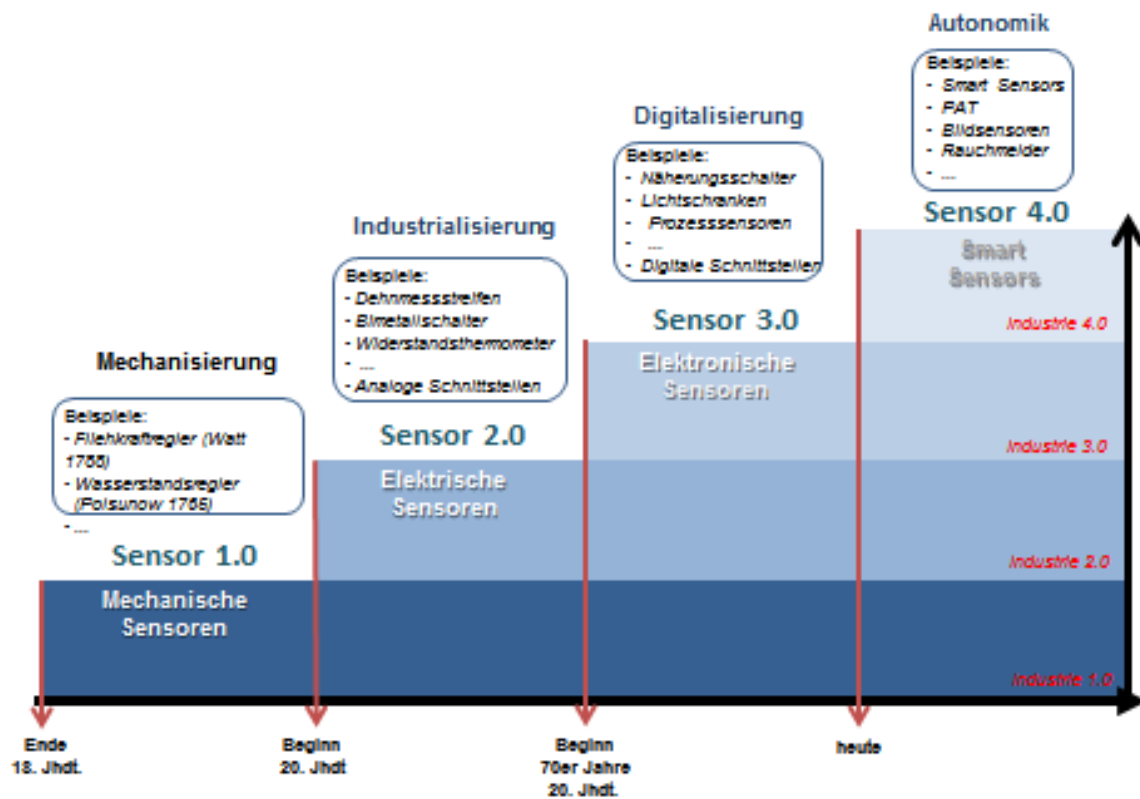 Autonomik
Beispiele:
- Smart Sensors
- PAT
- Bildsensoren
- Rauchmelder
- ...
Sensor 4.0
Smart
Sensors
Industrie 4.0
Digitalisierung
Beispiele:
- Näherungsschalter
- Lichtschranken
- Prozesssensoren
- ...
- Digitale Schnittstellen
Sensor 3.0
Elektronische
Sensoren
Industrie 3.0
Industrialisierung
Beispiele:
- Dehnmessstreifen
- Bimetallschalter
- Widerstandsthermometer
- ...
- Analoge Schnittstellen
Sensor 2.0
Elektrische
Sensoren
Industrie 2.0
Mechanisierung
Beispiele:
- Fliehkraftregler (Watt
1788)
- Wasserstandsregler
(Polsunow 1765)
- ...
Sensor 1.0
Mechanische
Sensoren
Industrie 1.0
Ende
18. Jhdt.
Beginn
20. Jhdt
Beginn
70er Jahre
20. Jhdt.
heute